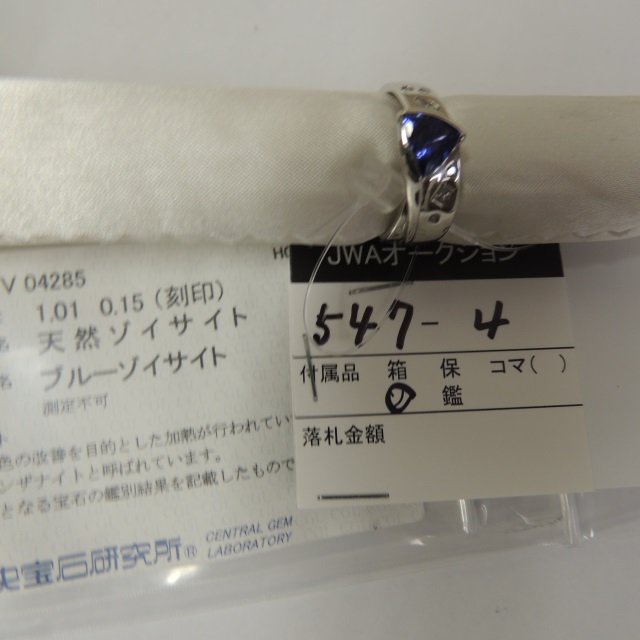 V 04285
1.01 0.15（刻印）
天然ゾイサイト
ブルーゾイサイト
測定不可
色の改善を目的とした加熱が行われてい
ンザナイトと呼ばれています。
となる宝石の鑑別結果を記載したもので
央宝石研究所®
CENTRAL GEM
LABORATORY
JWAオークション
547-4
付属品 箱 保 コマ( )
鑑
落札金額